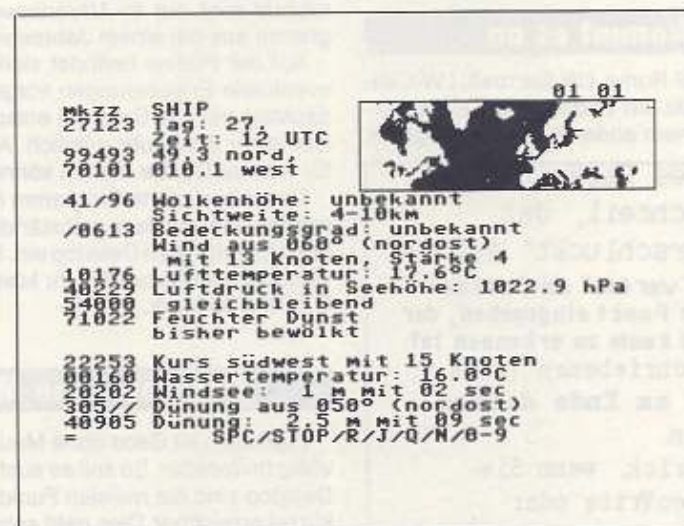 01 01
mkzz SHIP
27123 Tag: 27,
Zeit: 12 UTC
99493 49.3 nord,
70101 010.1 west
41/96 Wolkenhöhe: unbekannt
Sichtweite: 4-10km
/0613 Bedeckungsgrad: unbekannt
Wind aus 060° (nordost)
mit 13 Knoten, Stärke 4
10176 Lufttemperatur: 17.6°C
40229 Luftdruck in Seehöhe: 1022.9 hPa
54000 gleichbleibend
71022 Feuchter Dunst
bisher bewölkt
22253 Kurs südwest mit 15 Knoten
00160 Wassertemperatur: 16.0°C
20202 Windsee: 1 m mit 02 sec
305// Dünung aus 050° (nordost)
40905 Dünung: 2.5 m mit 09 sec
= SPC/STOP/R/J/Q/N/0-9